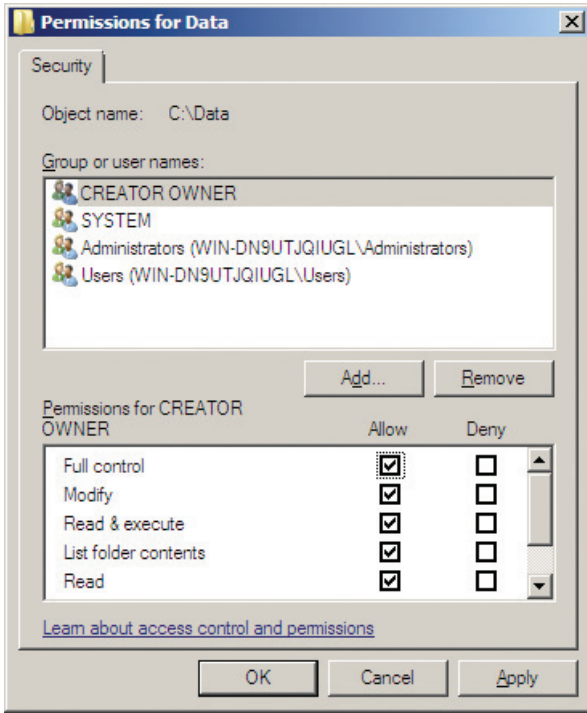 Permissions for Data
Security
Object name: C:\Data
Group or user names:
CREATOR OWNER
SYSTEM
Administrators (WIN-DN9UTJQIUGL\Administrators)
Users (WIN-DN9UTJQIUGL\Users)
Add...
Remove
Permissions for CREATOR
OWNER
Allow
Deny
Full control
Modify
Read & execute
List folder contents
Read
Learn about access control and permissions
OK
Cancel
Apply